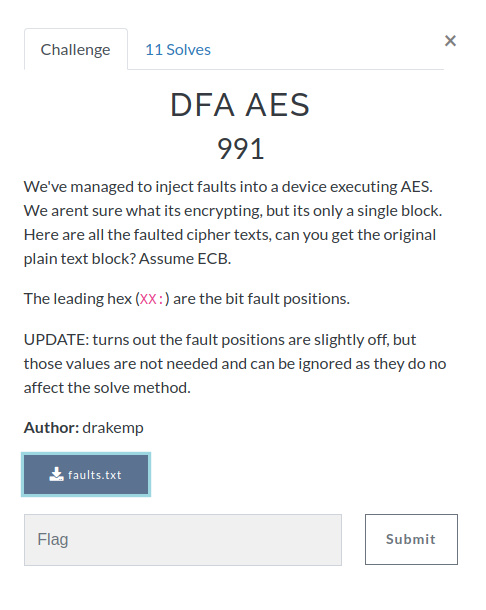 Challenge
11 Solves
×
DFA AES
991
We've managed to inject faults into a device executing AES.
We arent sure what its encrypting, but its only a single block.
Here are all the faulted cipher texts, can you get the original
plain text block? Assume ECB.
The leading hex (XX:) are the bit fault positions.
UPDATE: turns out the fault positions are slightly off, but
those values are not needed and can be ignored as they do no
affect the solve method.
Author: drakemp
faults.txt
Flag
Submit